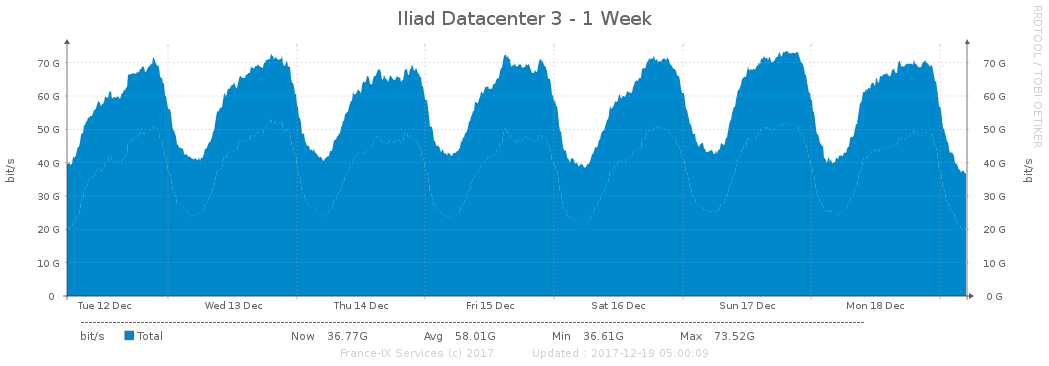 Iliad Datacenter 3 - 1 Week
RRDTOOL / TOBI OETIKER
bit/s
70 G
60 G
50 G
40 G
30 G
20 G
10 G
0
70 G
60 G
50 G
40 G
30 G
20 G
10 G
0 G
bit/s
Tue 12 Dec Wed 13 Dec Thu 14 Dec Fri 15 Dec Sat 16 Dec Sun 17 Dec Mon 18 Dec
bit/s Total Now 36.77G Avg 58.01G Min 36.61G Max 73.52G
France-IX Services (c) 2017 Updated : 2017-12-19 05:00:09